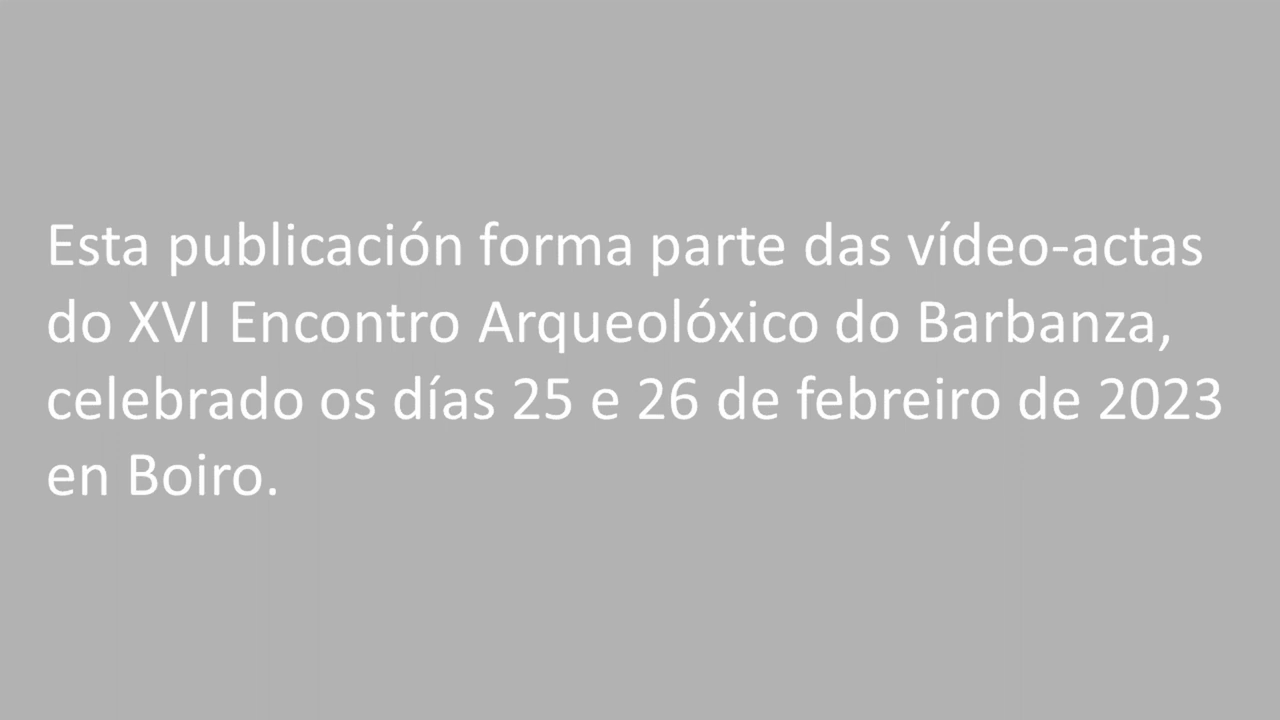 Esta publicación forma parte das vídeo-actas
do XVI Encontro Arqueolóxico do Barbanza,
celebrado os días 25 e 26 de febreiro de 2023
en Boiro.